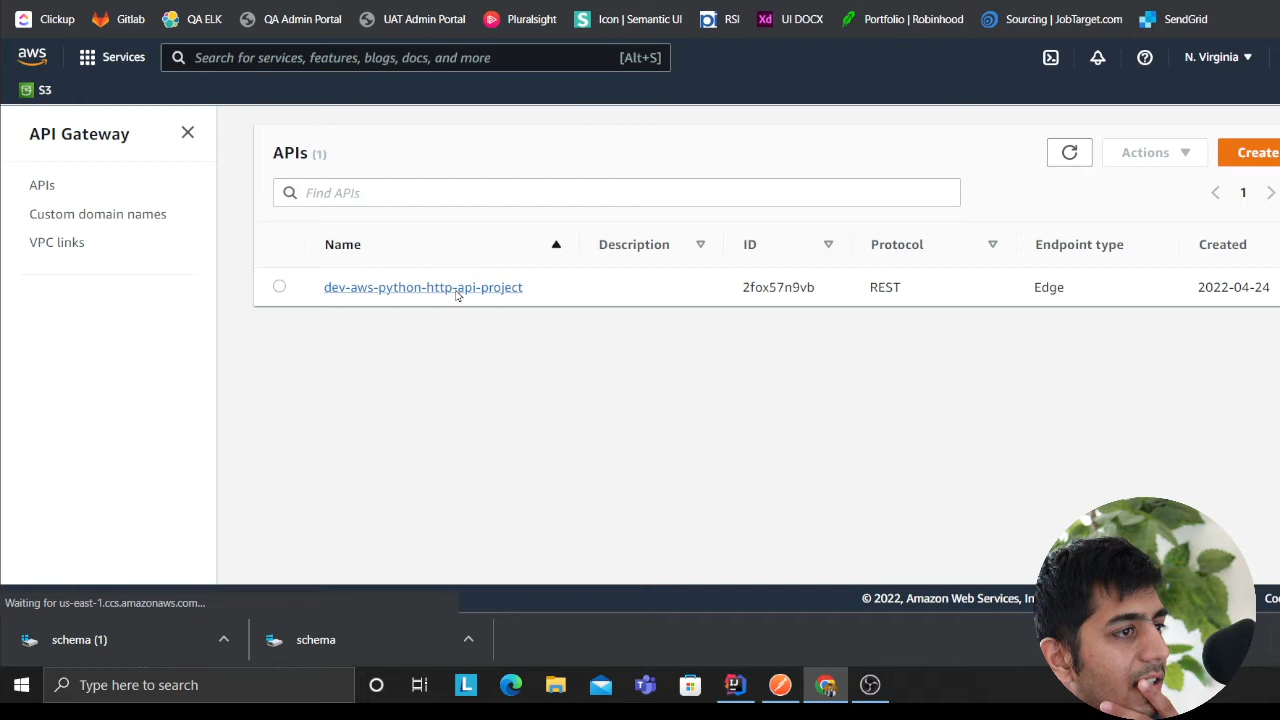 Clickup
Gitlab
QA ELK
QA Admin Portal
UAT Admin Portal
Pluralsight
Icon | Semantic UI
RSI
Xd
UI DOCX
Portfolio | Robinhood
Sourcing | JobTarget.com
SendGrid
aws
Services
Search for services, features, blogs, docs, and more
[Alt+S]
N. Virginia
S3
API Gateway
APIs
Custom domain names
VPC links
APIs (1)
Actions
Create
Find APIs
1
Name
Description
ID
Protocol
Endpoint type
Created
dev-aws-python-http-api-project
2fox57n9vb
REST
Edge
2022-04-24
Waiting for us-east-1.ccs.amazonaws.com...
© 2022, Amazon Web Services, In
Coo
schema (1)
schema
Type here to search
L